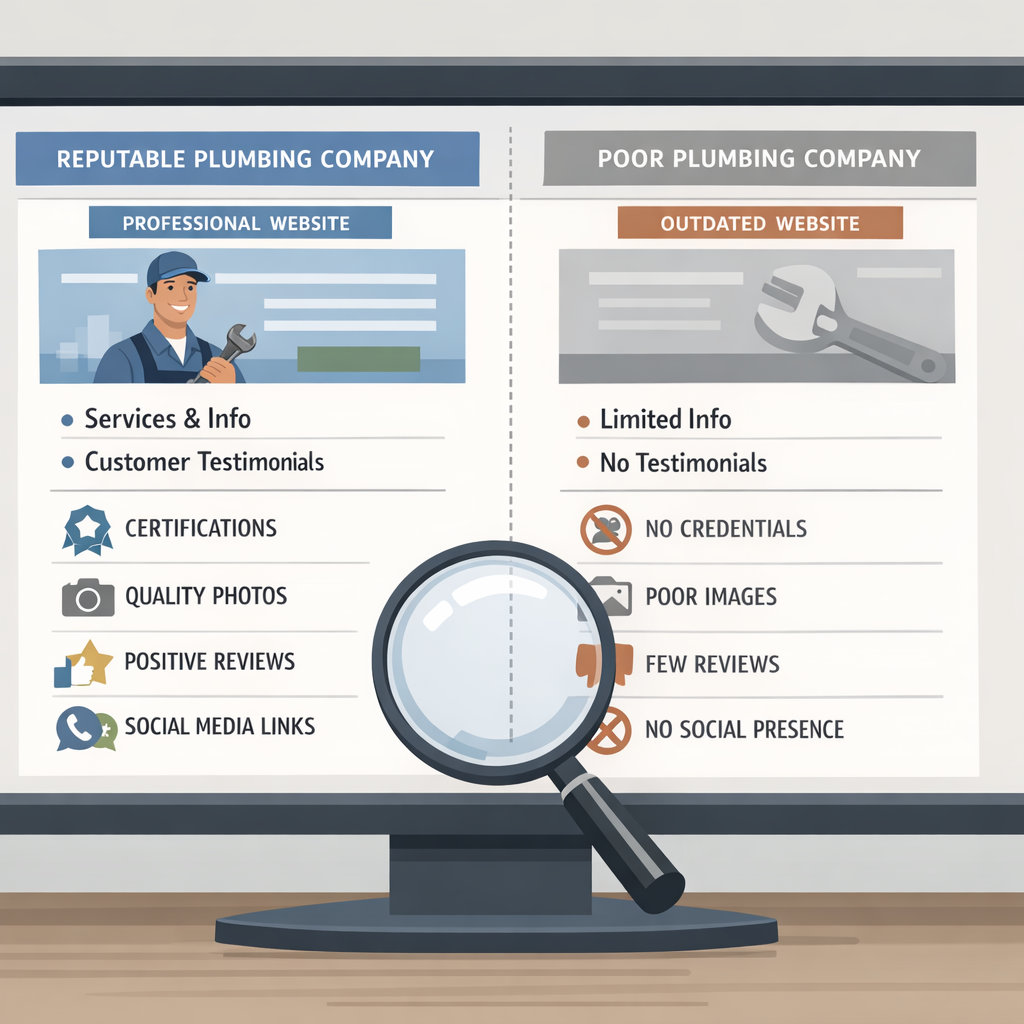 REPUTABLE PLUMBING COMPANY
PROFESSIONAL WEBSITE
Services & Info
Customer Testimonials
CERTIFICATIONS
QUALITY PHOTOS
POSITIVE REVIEWS
SOCIAL MEDIA LINKS
POOR PLUMBING COMPANY
OUTDATED WEBSITE
Limited Info
No Testimonials
NO CREDENTIALS
POOR IMAGES
FEW REVIEWS
NO SOCIAL PRESENCE